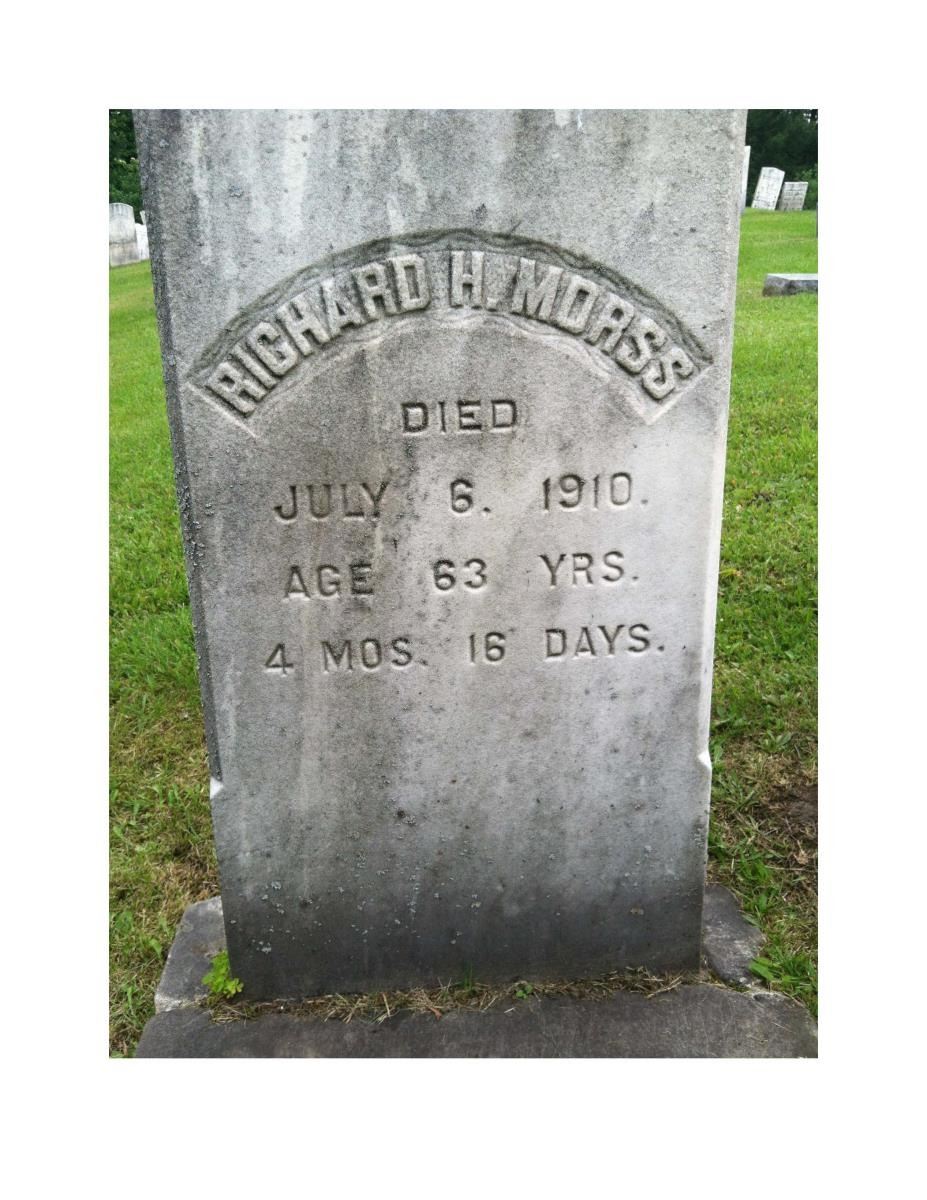 RICHARD H. MORSS
DIED
JULY 6. 1910.
AGE 63 YRS.
4 MOS. 16 DAYS.